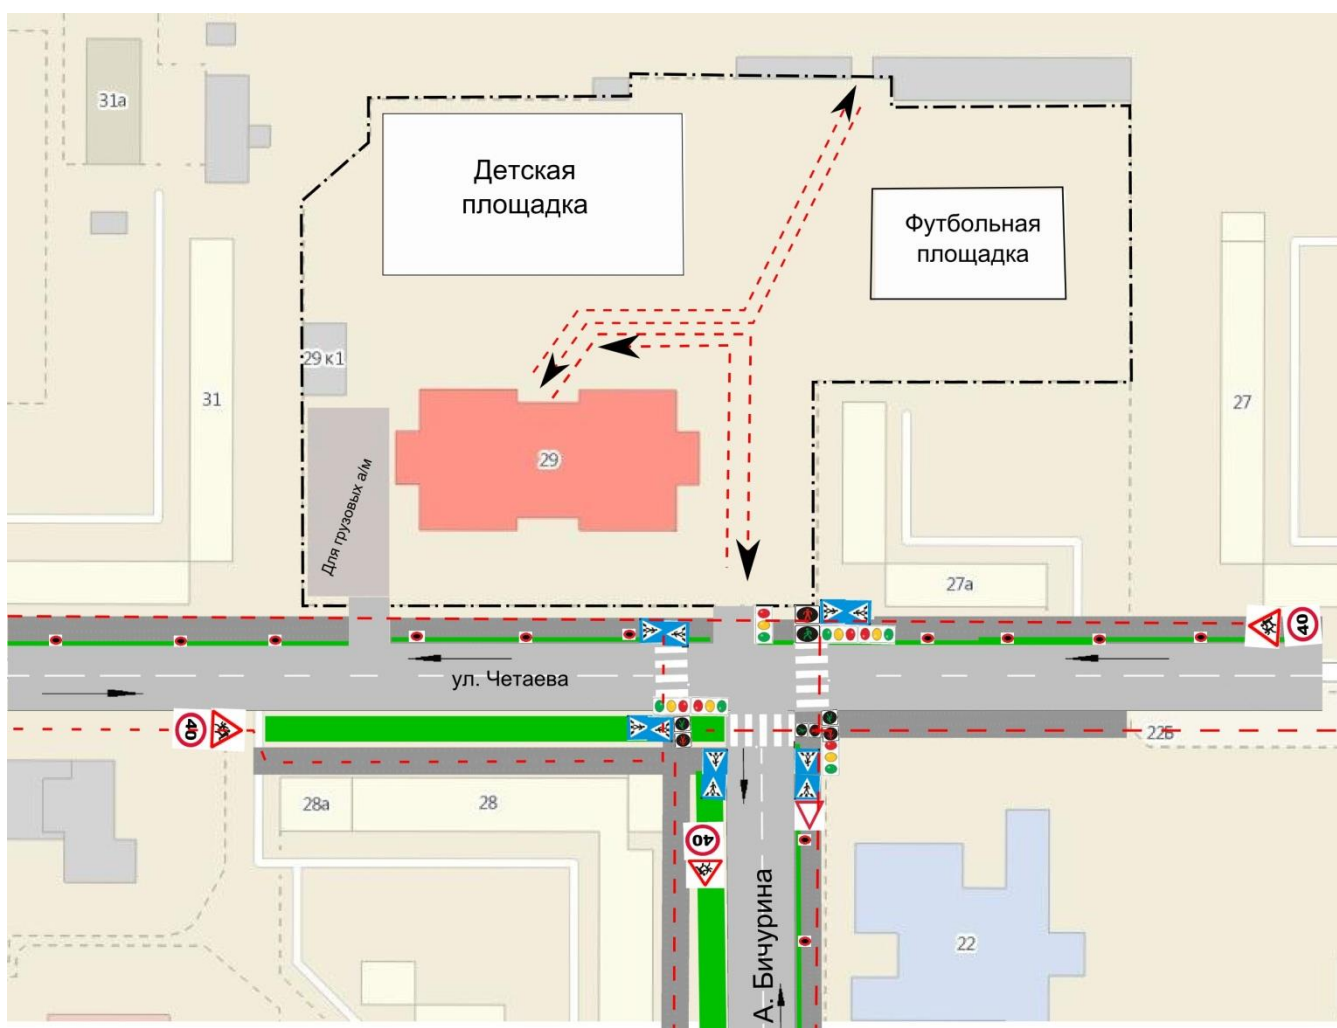 31а
Детская
площадка
Футбольная
площадка
29 к1
31
27
29
Для грузовых а/м
27а
40
ул. Четаева
40
22Б
28а
28
40
А. Бичурина
22